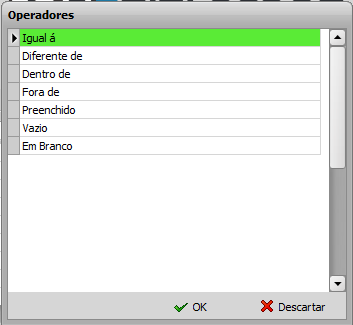 Operadores
Igual á
Diferente de
Dentro de
Fora de
Preenchido
Vazio
Em Branco
OK
Descartar